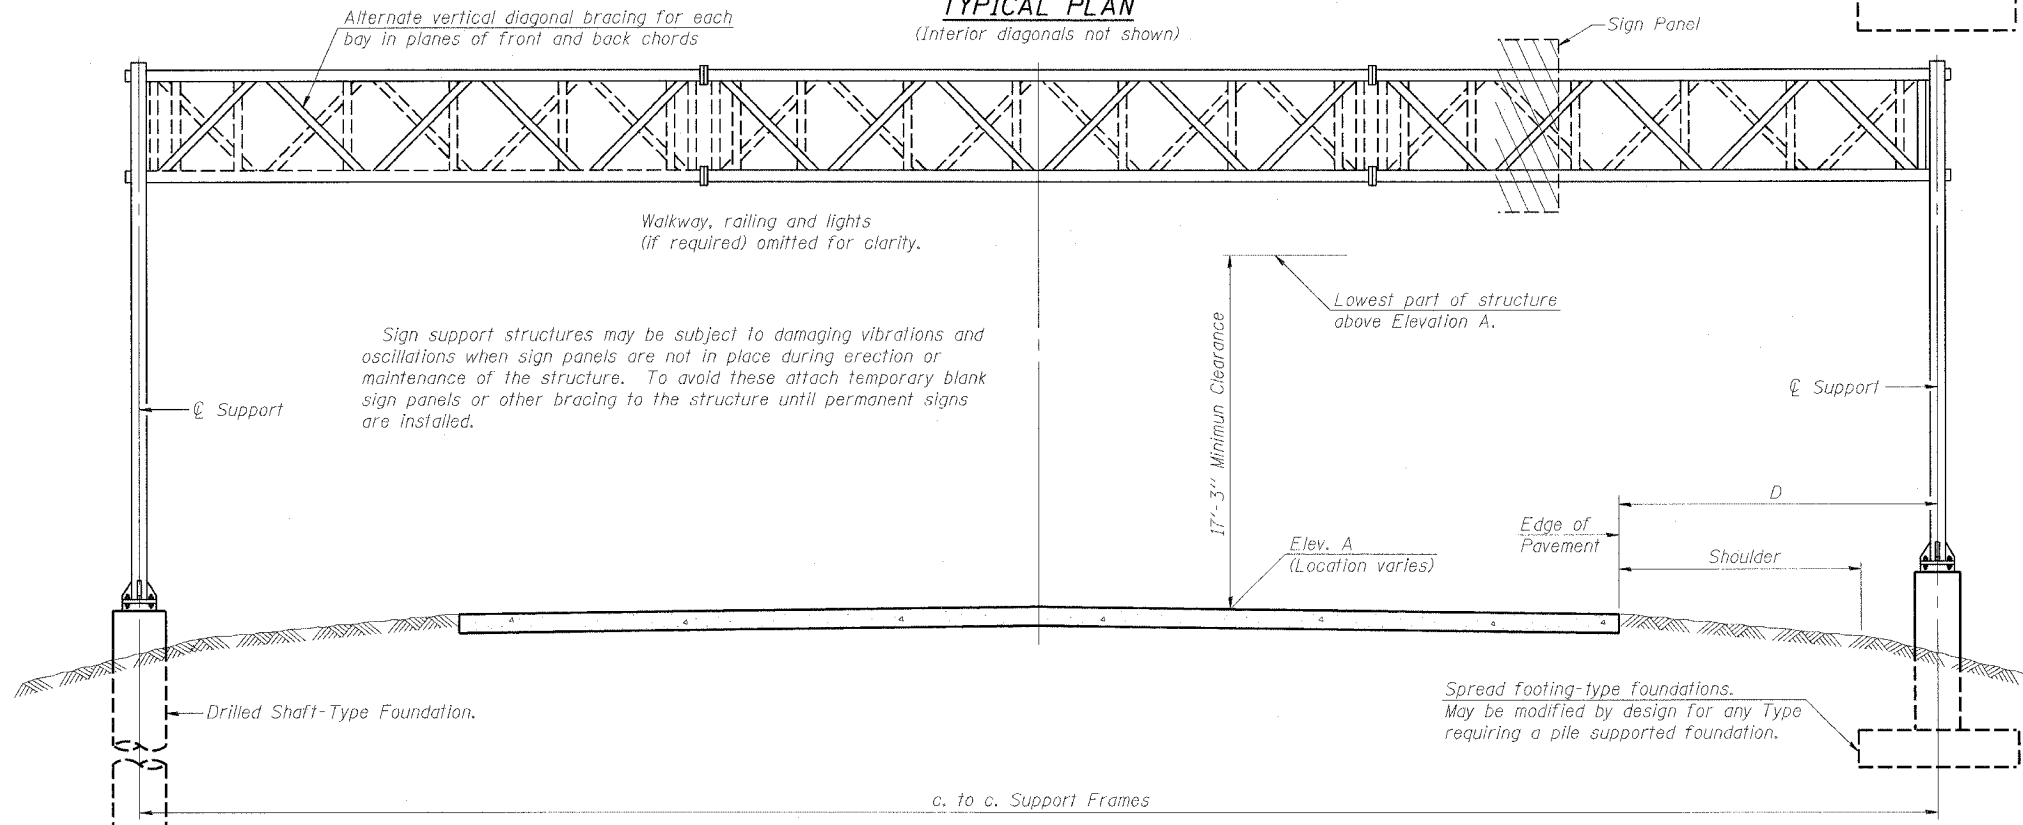 TYPICAL PLAN
(Interior diagonals not shown)
Alternate vertical diagonal bracing for each
bay in planes of front and back chords
Sign Panel
Walkway, railing and lights
(if required) omitted for clarity.
Lowest part of structure
above Elevation A.
17'-3" Minimun Clearance
Sign support structures may be subject to damaging vibrations and
oscillations when sign panels are not in place during erection or
maintenance of the structure. To avoid these attach temporary blank
sign panels or other bracing to the structure until permanent signs
are installed.
℄ Support
℄ Support
D
Edge of
Pavement
Shoulder
Elev. A
(Location varies)
Drilled Shaft-Type Foundation.
Spread footing-type foundations.
May be modified by design for any Type
requiring a pile supported foundation.
c. to c. Support Frames